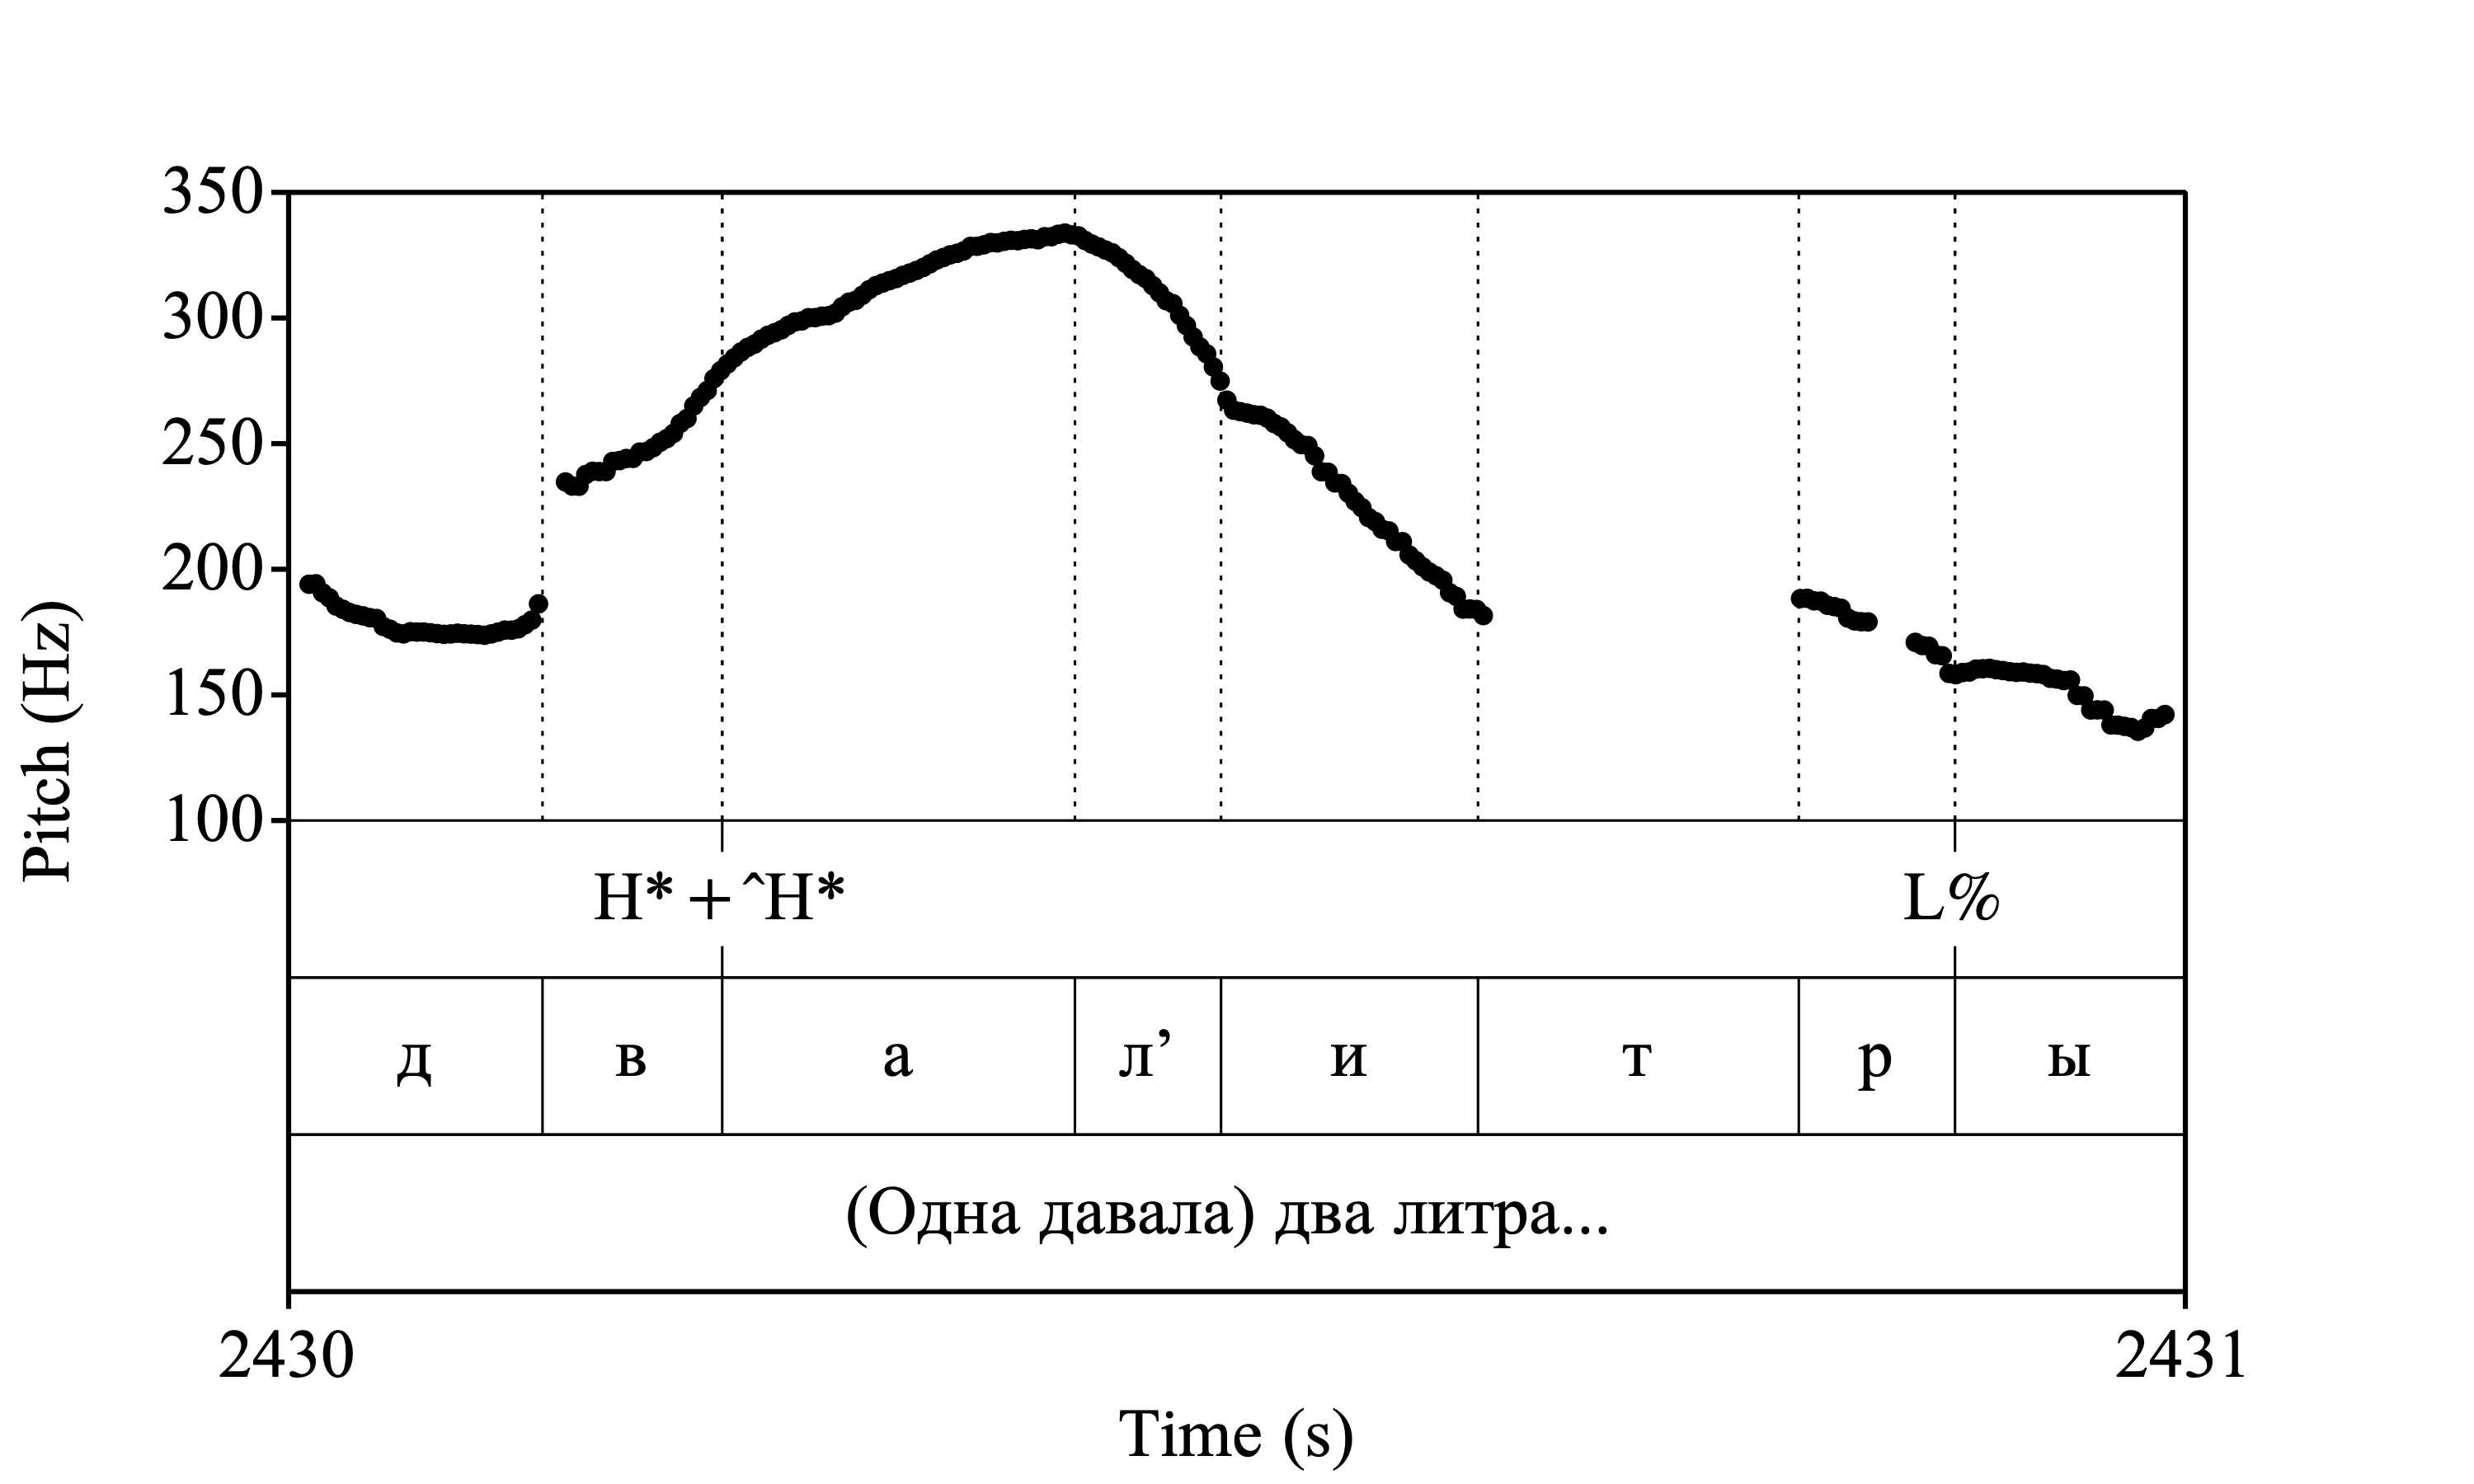 350
300
250
200
150
100
Pitch (Hz)
H* + ^H* L%
д в а л’ и т р ы
(Одна давала) два литра...
2430 2431
Time (s)